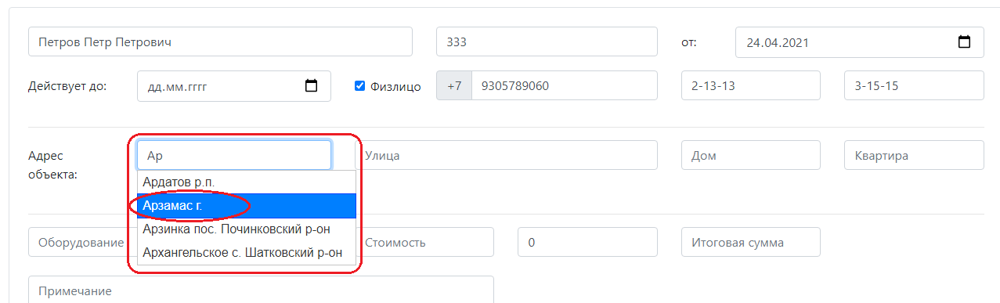 Петров Петр Петрович 333 от: 24.04.2021
Действует до: дд.мм.гггг Физлицо +7 9305789060 2-13-13 3-15-15
Адрес объекта: Ар Улица Дом Квартира
Ардатов р.п.
Арзамас г.
Арзинка пос. Починковский р-он
Архангельское с. Шатковский р-он
Оборудование Стоимость 0 Итоговая сумма
Примечание